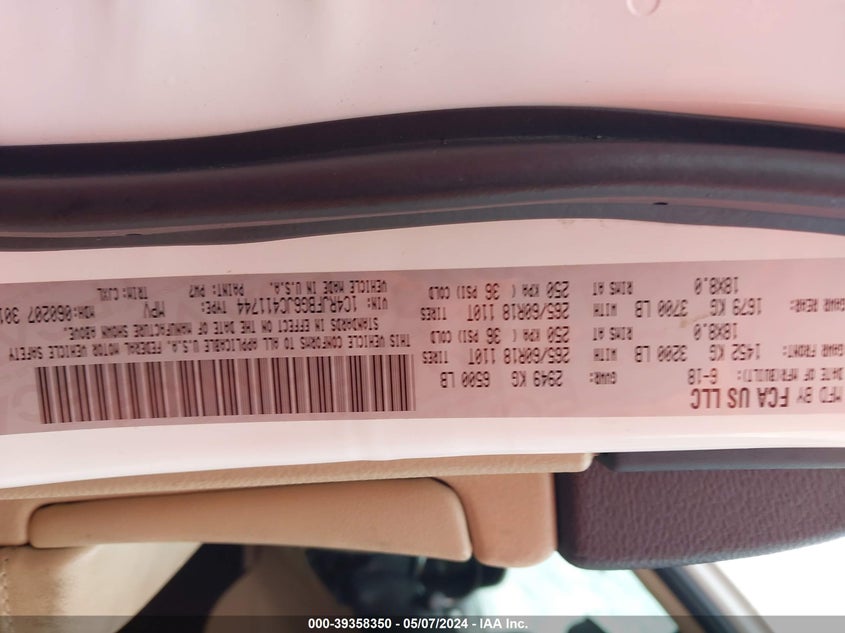 MFD BY FCA US LLC
DATE OF MFR(BUILT): 6-18 GVWR: 2949 KG 6500 LB
GAWR FRONT: 1452 KG 3200 LB WITH 265/60R18 110T TIRES
18X8.0 RIMS AT 250 KPA ( 36 PSI) COLD
GAWR REAR: 1679 KG 3700 LB WITH 265/60R18 110T TIRES
18X8.0 RIMS AT 250 KPA ( 36 PSI) COLD
THIS VEHICLE CONFORMS TO ALL APPLICABLE U.S.A. FEDERAL MOTOR VEHICLE SAFETY
STANDARDS IN EFFECT ON THE DATE OF MANUFACTURE SHOWN ABOVE.
VIN: 1C4RJFBG6JC411744 TYPE: MPV MDH: 060207 301
VEHICLE MADE IN U.S.A. PAINT: PW7 TRIM:
000-39358350 / 05/07/2024 - IAA Inc.